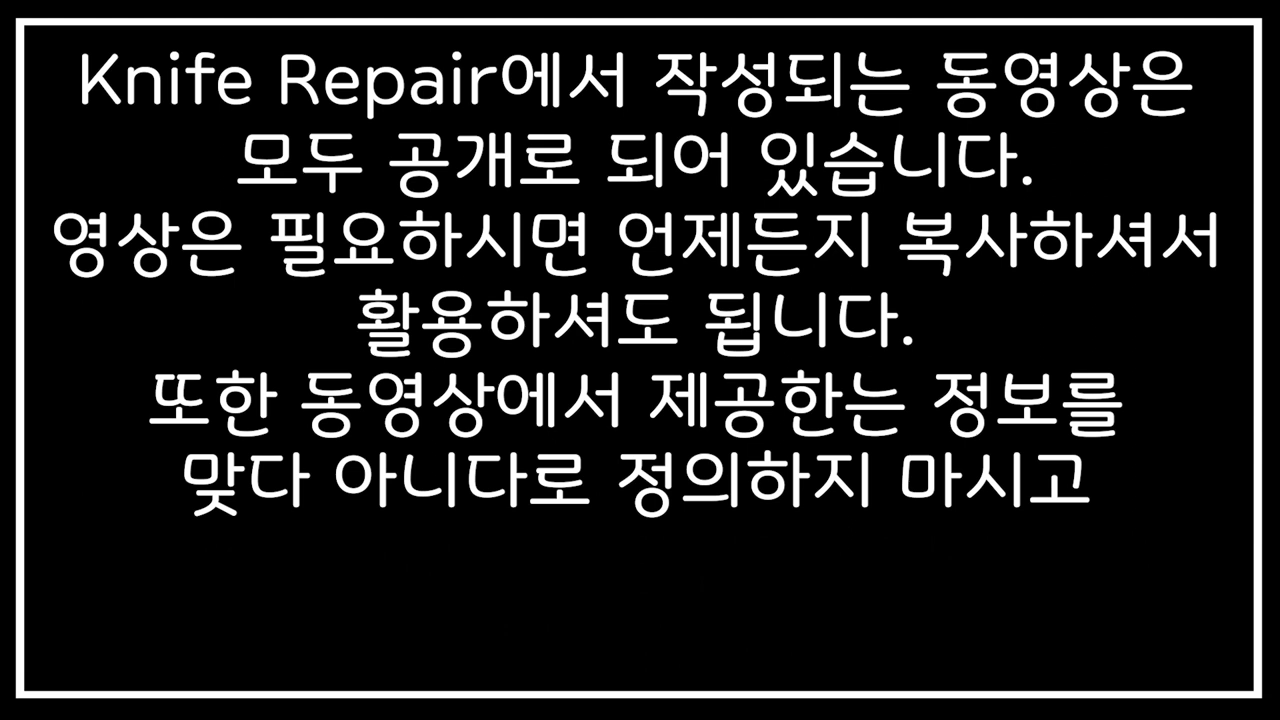 Knife Repair에서 작성되는 동영상은
모두 공개로 되어 있습니다.
영상은 필요하시면 언제든지 복사하셔서
활용하셔도 됩니다.
또한 동영상에서 제공한는 정보를
맞다 아니다로 정의하지 마시고